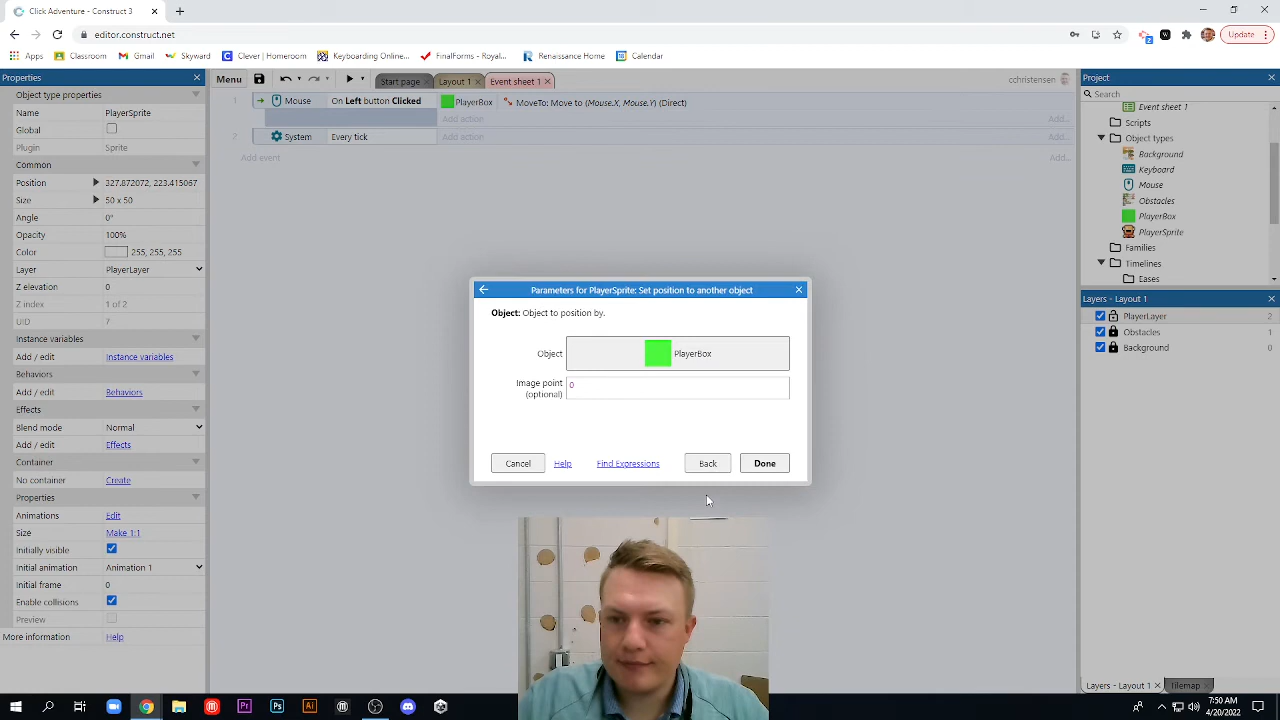 Click Adventure - Construct 3
editor.construct.net
Update
Apps
Classroom
Gmail
Skyward
Clever | Homeroom
Keyboarding Onlin...
FinalForms - Royal...
Renaissance Home
Calendar
Properties
Menu
Start page
Layout 1
Event sheet 1
cchristensen
Project
Object type properties
Name
PlayerSprite
Global
Plugin
Sprite
Common
Position
327.872072, 223.415067
Size
50 x 50
Angle
0°
Opacity
100%
Color
255, 255, 255
Layer
PlayerLayer
Z elevation
0
Z index
1 of 2
UID
7
Instance variables
Add / edit
Instance variables
Behaviors
Add / edit
Behaviors
Effects
Blend mode
Normal
Add / edit
Effects
Container
No container
Create
Properties
Animations
Edit
Size
Make 1:1
Initially visible
Initial animation
Animation 1
Initial frame
0
Enable collisions
Preview
More information
Help
1
Mouse
On Left button Clicked
PlayerBox
MoveTo: Move to (Mouse.X, Mouse.Y) (Direct)
Add action
Add...
2
System
Every tick
Add action
Add...
Add event
Add...
Parameters for PlayerSprite: Set position to another object
Object: Object to position by.
Object
PlayerBox
Image point
(optional)
0
Cancel
Help
Find Expressions
Back
Done
Search
Event sheet 1
Scripts
Object types
Background
Keyboard
Mouse
Obstacles
PlayerBox
PlayerSprite
Families
Timelines
Eases
Layers - Layout 1
PlayerLayer
2
Obstacles
1
Background
0
Layers - Layout 1
Tilemap
7:50 AM
4/20/2022